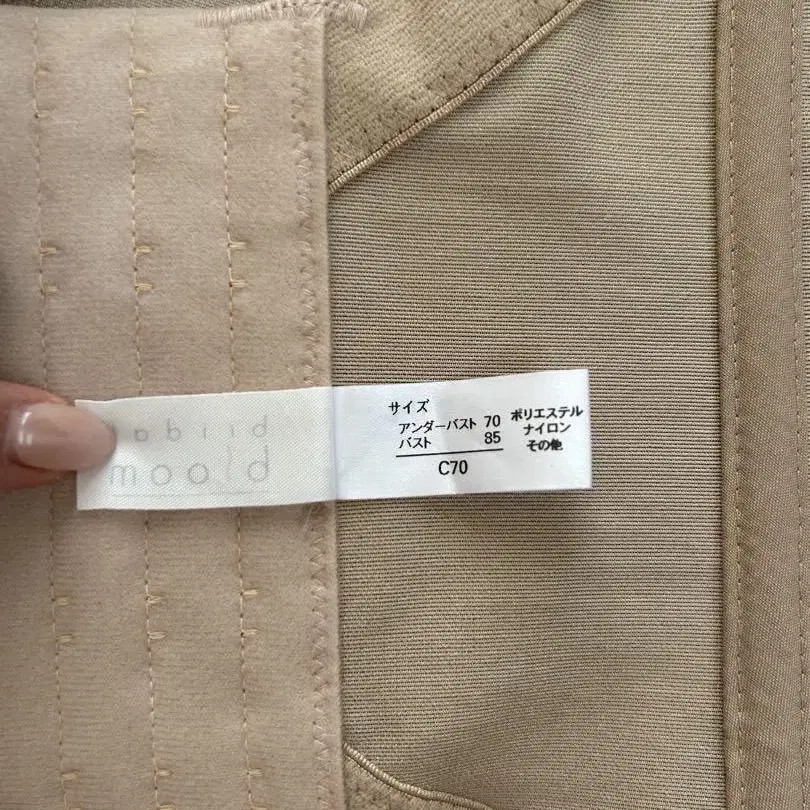 サイズ
アンダーバスト 70
バスト 85
C70
ポリエステル
ナイロン
その他